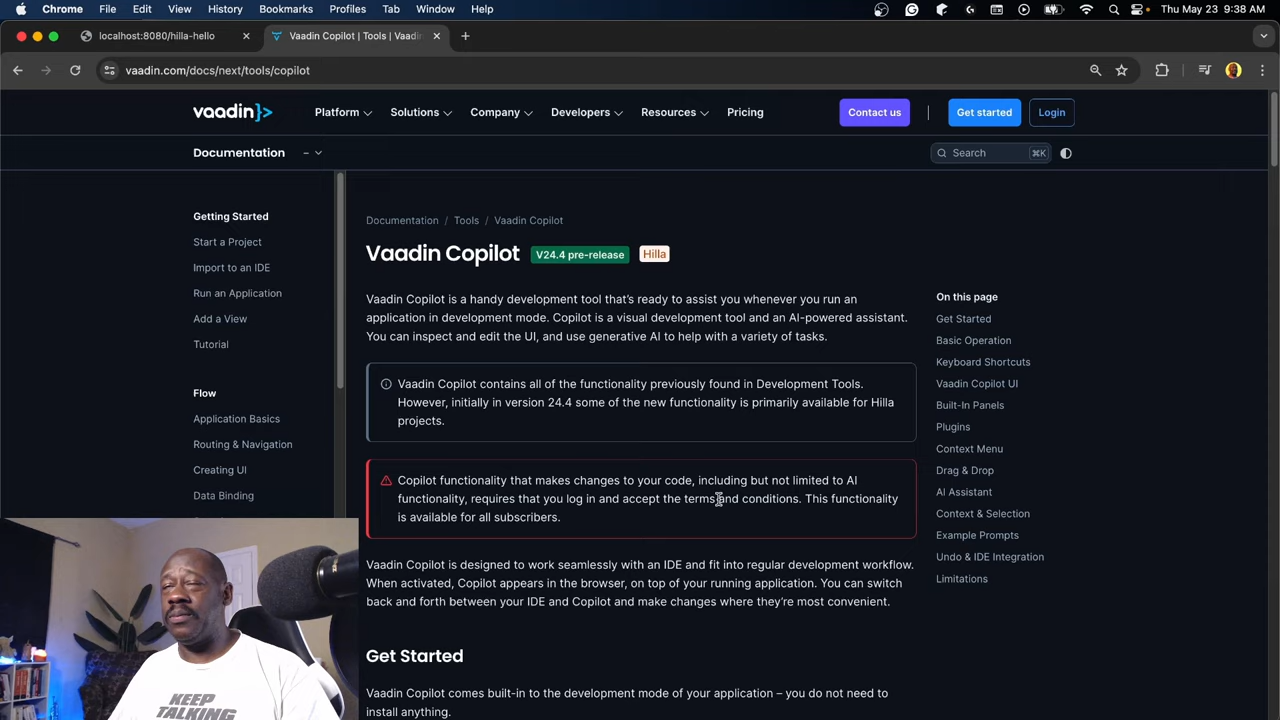 Chrome File Edit View History Bookmarks Profiles Tab Window Help Thu May 23 9:38 AM
localhost:8080/hilla-hello Vaadin Copilot | Tools | Vaadin
vaadin.com/docs/next/tools/copilot
vaadin}> Platform Solutions Company Developers Resources Pricing Contact us Get started Login
Documentation – Search ⌘K
Getting Started
Start a Project
Import to an IDE
Run an Application
Add a View
Tutorial
Flow
Application Basics
Routing & Navigation
Creating UI
Documentation / Tools / Vaadin Copilot
Vaadin Copilot V24.4 pre-release Hilla
Vaadin Copilot is a handy development tool that's ready to assist you whenever you run an
application in development mode. Copilot is a visual development tool and an AI-powered assistant.
You can inspect and edit the UI, and use generative AI to help with a variety of tasks.
Vaadin Copilot contains all of the functionality previously found in Development Tools.
However, initially in version 24.4 some of the new functionality is primarily available for Hilla
projects.
Copilot functionality that makes changes to your code, including but not limited to AI
functionality, requires that you log in and accept the terms and conditions. This functionality
is available for all subscribers.
Vaadin Copilot is designed to work seamlessly with an IDE and fit into regular development workflow.
When activated, Copilot appears in the browser, on top of your running application. You can switch
back and forth between your IDE and Copilot and make changes where they're most convenient.
Get Started
Vaadin Copilot comes built-in to the development mode of your application – you do not need to
install anything.
On this page
Get Started
Basic Operation
Keyboard Shortcuts
Vaadin Copilot UI
Built-In Panels
Plugins
Context Menu
Drag & Drop
AI Assistant
Context & Selection
Example Prompts
Undo & IDE Integration
Limitations
KEEP
TALKING